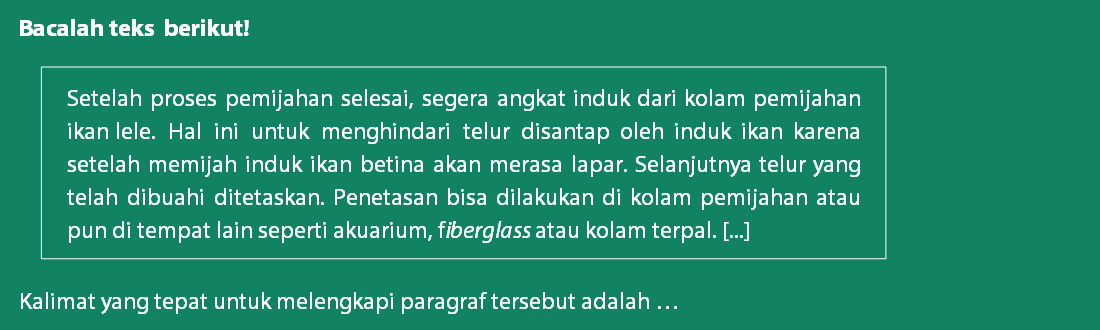 Bacalah teks berikut!
Setelah proses pemijahan selesai, segera angkat induk dari kolam pemijahan
ikan lele. Hal ini untuk menghindari telur disantap oleh induk ikan karena
setelah memijah induk ikan betina akan merasa lapar. Selanjutnya telur yang
telah dibuahi ditetaskan. Penetasan bisa dilakukan di kolam pemijahan atau
pun di tempat lain seperti akuarium, fiberglass atau kolam terpal. [...]
Kalimat yang tepat untuk melengkapi paragraf tersebut adalah ...